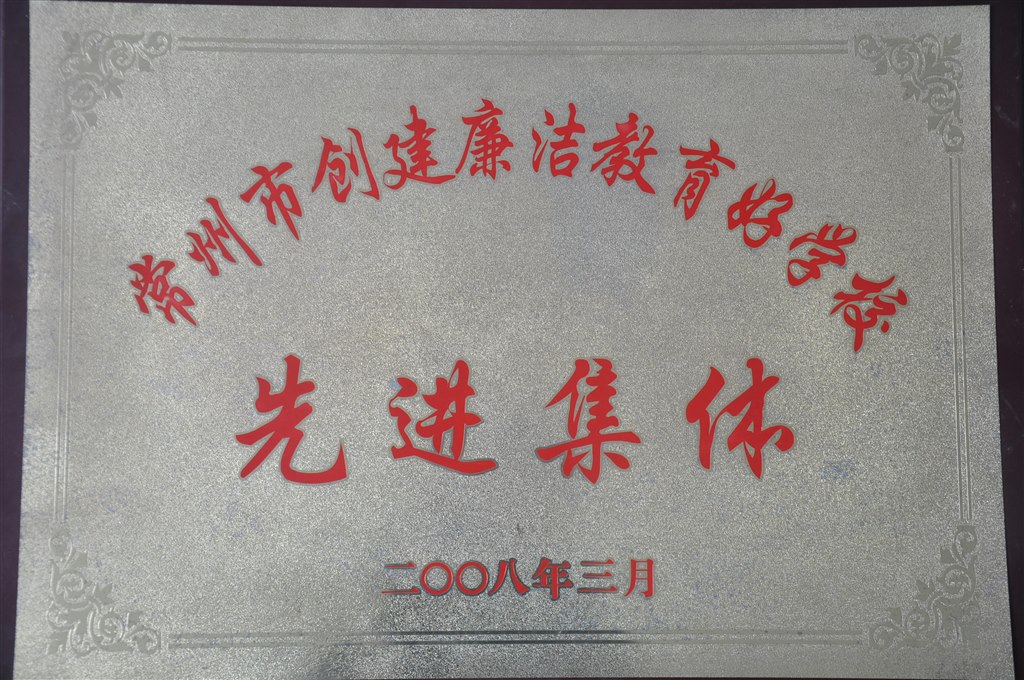 常州市创建廉洁教育好学校
先进集体
二〇〇八年三月